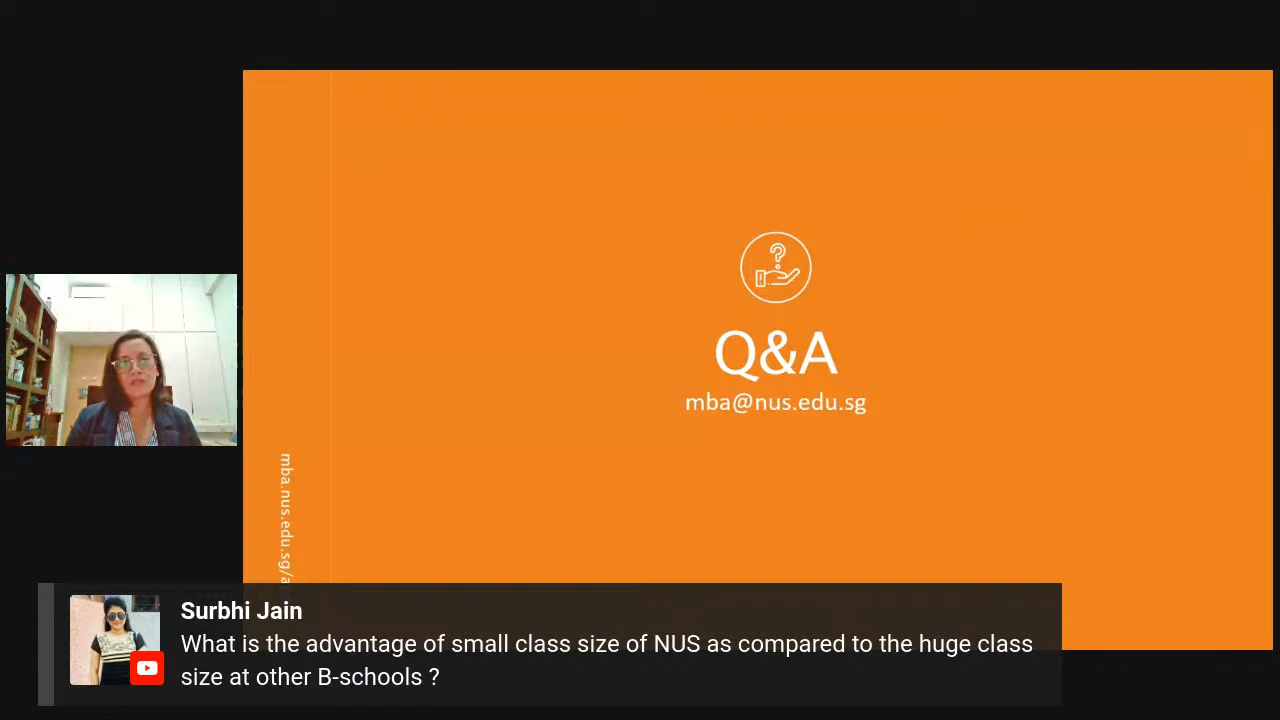 Q&A
mba@nus.edu.sg
mba.nus.edu.sg/a
Surbhi Jain
What is the advantage of small class size of NUS as compared to the huge class
size at other B-schools ?